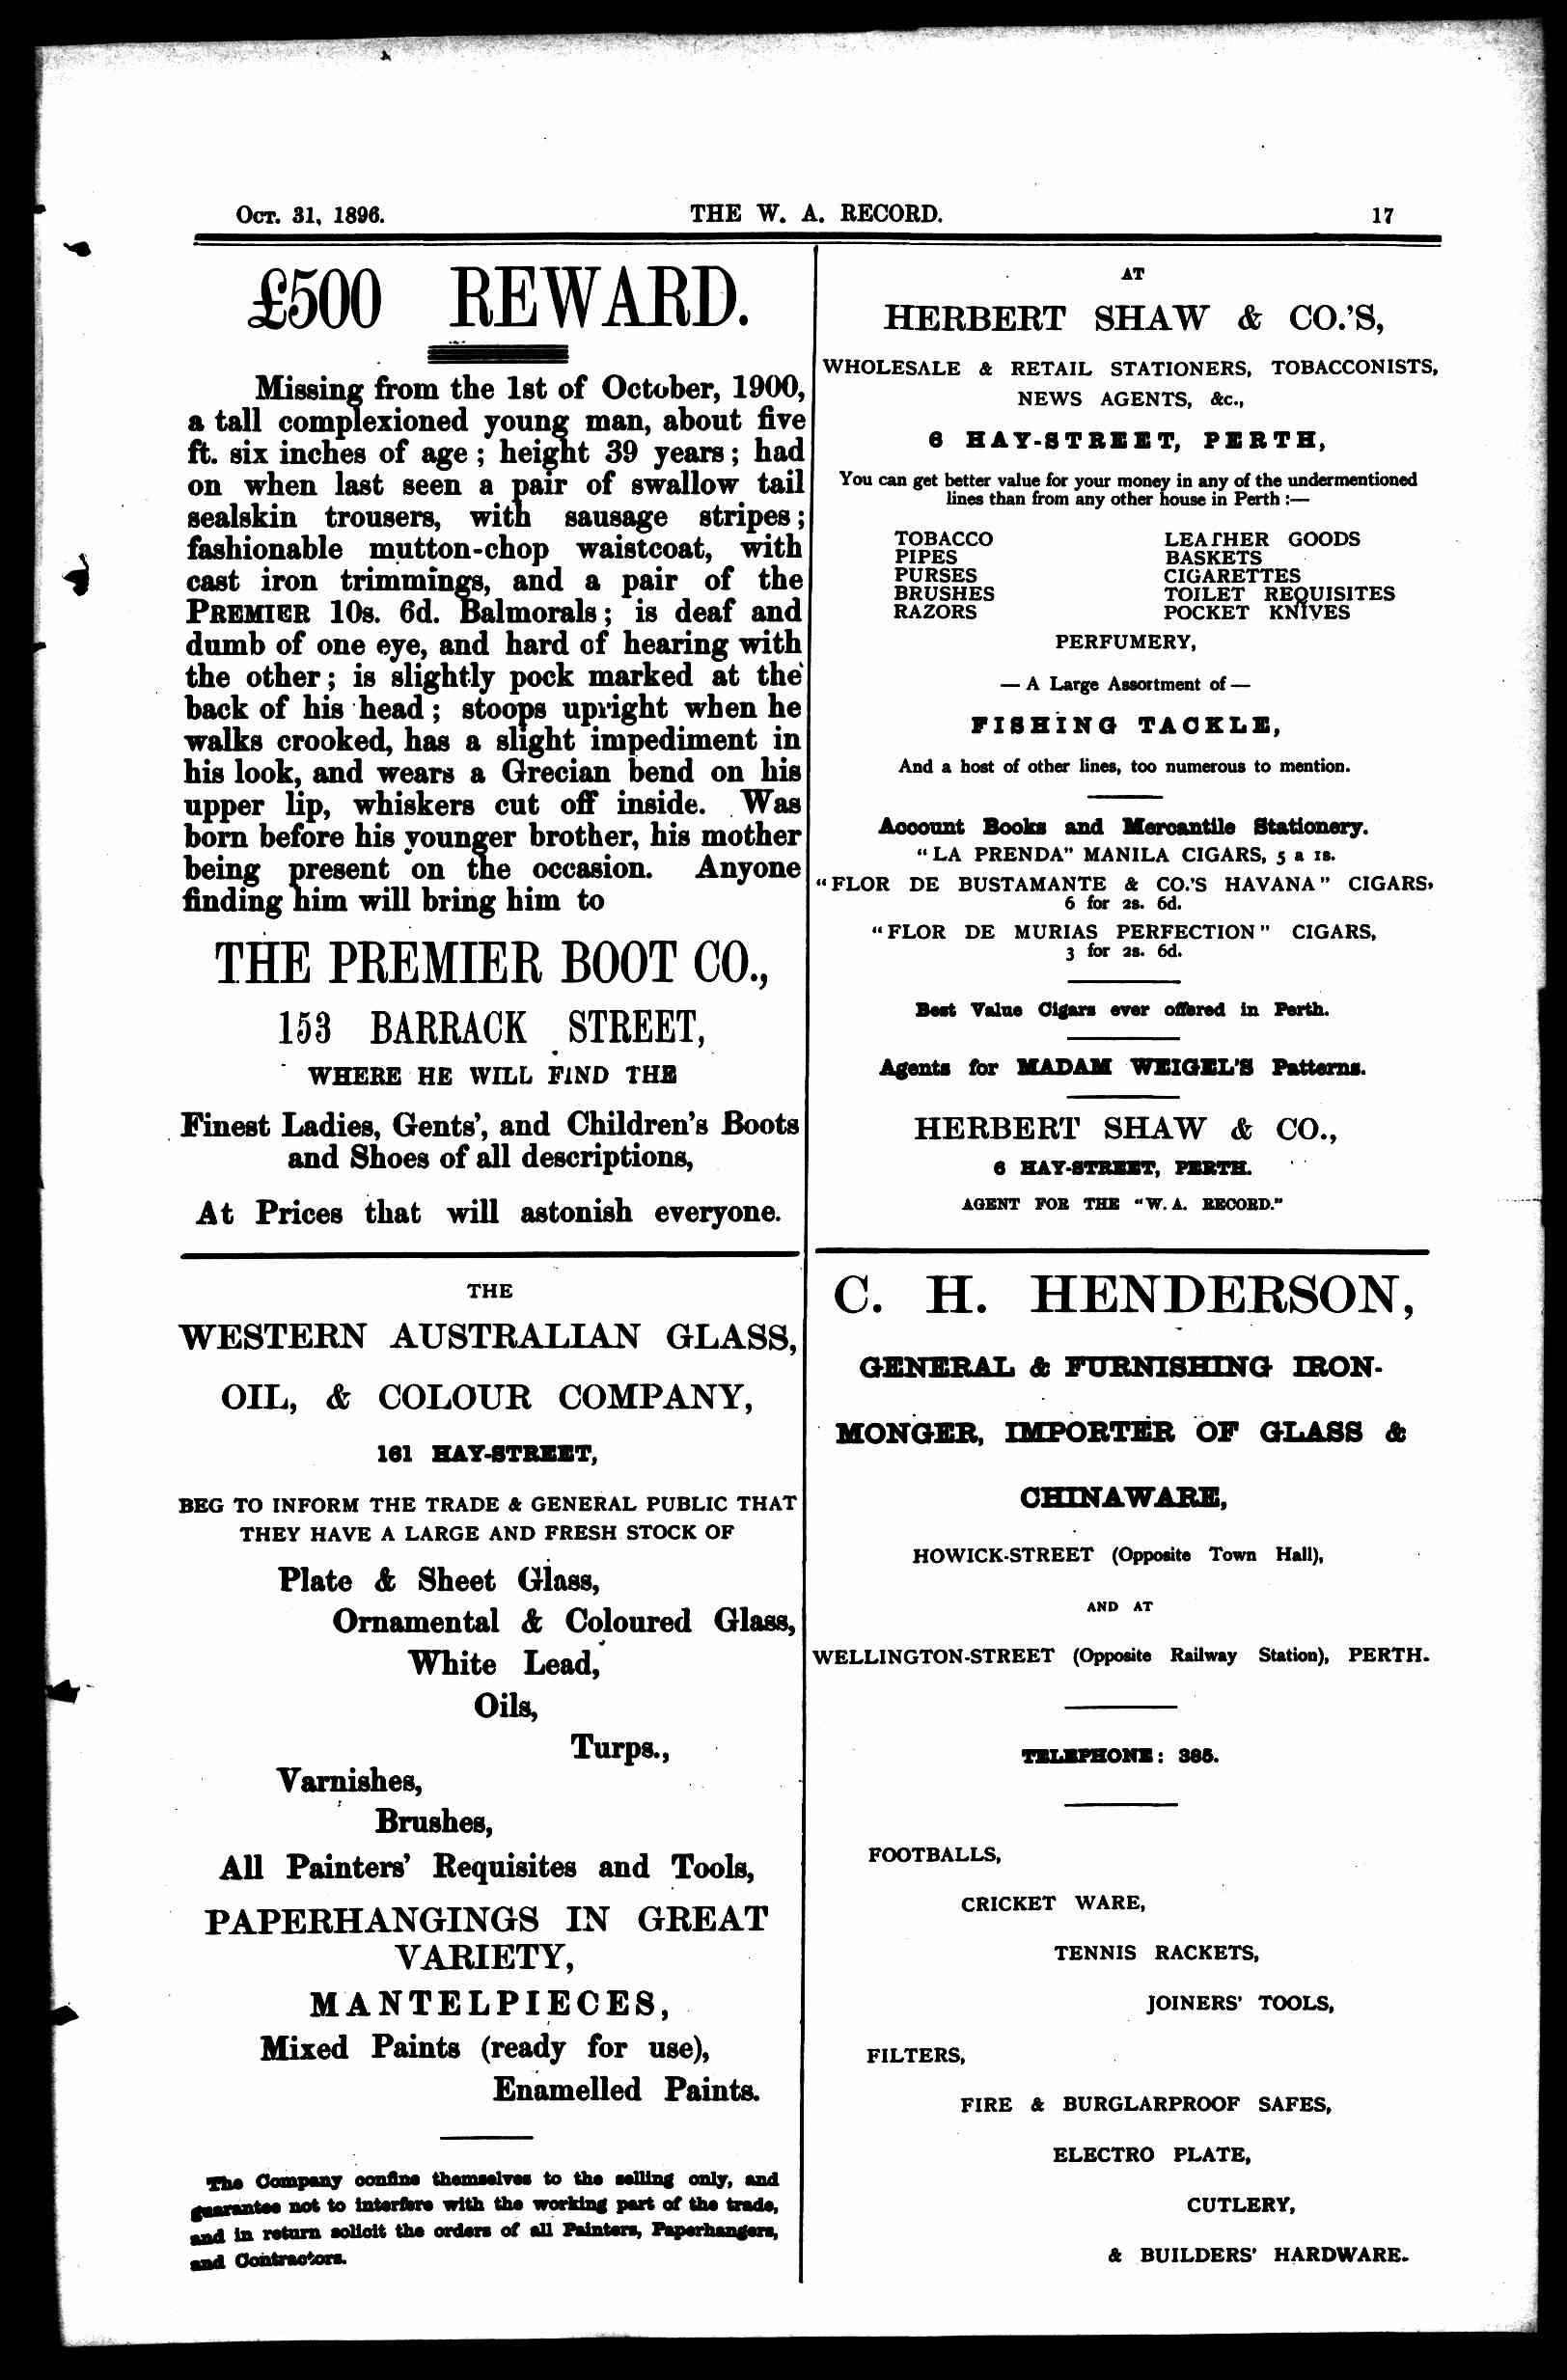 OCT. 31, 1896.
THE W. A. RECORD.
17
£500 REWARD.
Missing from the 1st of October, 1900,
a tall complexioned young man, about five
ft. six inches of age; height 39 years; had
on when last seen a pair of swallow tail
sealskin trousers, with sausage stripes;
fashionable mutton-chop waistcoat, with
cast iron trimmings, and a pair of the
PREMIER 10s. 6d. Balmorals; is deaf and
dumb of one eye, and hard of hearing with
the other; is slightly pock marked at the
back of his head; stoops upright when he
walks crooked, has a slight impediment in
his look, and wears a Grecian bend on his
upper lip, whiskers cut off inside. Was
born before his younger brother, his mother
being present on the occasion. Anyone
finding him will bring him to
THE PREMIER BOOT CO.,
153 BARRACK STREET,
WHERE HE WILL FIND THE
Finest Ladies, Gents', and Children's Boots
and Shoes of all descriptions,
At Prices that will astonish everyone.
THE
WESTERN AUSTRALIAN GLASS,
OIL, & COLOUR COMPANY,
161 HAY-STREET,
BEG TO INFORM THE TRADE & GENERAL PUBLIC THAT
THEY HAVE A LARGE AND FRESH STOCK OF
Plate & Sheet Glass,
Ornamental & Coloured Glass,
White Lead,
Oils,
Turps.,
Varnishes,
Brushes,
All Painters' Requisites and Tools,
PAPERHANGINGS IN GREAT
VARIETY,
MANTELPIECES,
Mixed Paints (ready for use),
Enamelled Paints.
The Company confine themselves to the selling only, and
guarantee not to interfere with the working part of the trade,
and in return solicit the orders of all Painters, Paperhangers,
and Contractors.
AT
HERBERT SHAW & CO.'S,
WHOLESALE & RETAIL STATIONERS, TOBACCONISTS,
NEWS AGENTS, &c.,
6 HAY-STREET, PERTH,
You can get better value for your money in any of the undermentioned
lines than from any other house in Perth :—
TOBACCO LEATHER GOODS
PIPES BASKETS
PURSES CIGARETTES
BRUSHES TOILET REQUISITES
RAZORS POCKET KNIVES
PERFUMERY,
— A Large Assortment of —
FISHING TACKLE,
And a host of other lines, too numerous to mention.
Account Books and Mercantile Stationery.
"LA PRENDA" MANILA CIGARS, 5 a 1s.
"FLOR DE BUSTAMANTE & CO.'S HAVANA" CIGARS,
6 for 2s. 6d.
"FLOR DE MURIAS PERFECTION" CIGARS,
3 for 2s. 6d.
Best Value Cigars ever offered in Perth.
Agents for MADAM WEIGEL'S Patterns.
HERBERT SHAW & CO.,
6 HAY-STREET, PERTH.
AGENT FOR THE "W. A. RECORD."
C. H. HENDERSON,
GENERAL & FURNISHING IRON-
MONGER, IMPORTER OF GLASS &
CHINAWARE,
HOWICK-STREET (Opposite Town Hall),
AND AT
WELLINGTON-STREET (Opposite Railway Station), PERTH.
TELEPHONE: 385.
FOOTBALLS,
CRICKET WARE,
TENNIS RACKETS,
JOINERS' TOOLS,
FILTERS,
FIRE & BURGLARPROOF SAFES,
ELECTRO PLATE,
CUTLERY,
& BUILDERS' HARDWARE.